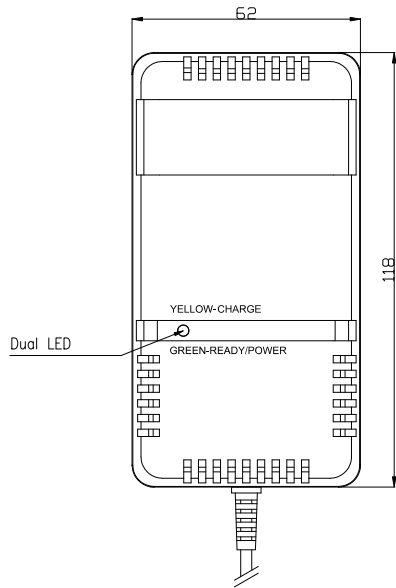 62
118
YELLOW-CHARGE
Dual LED
GREEN-READY/POWER